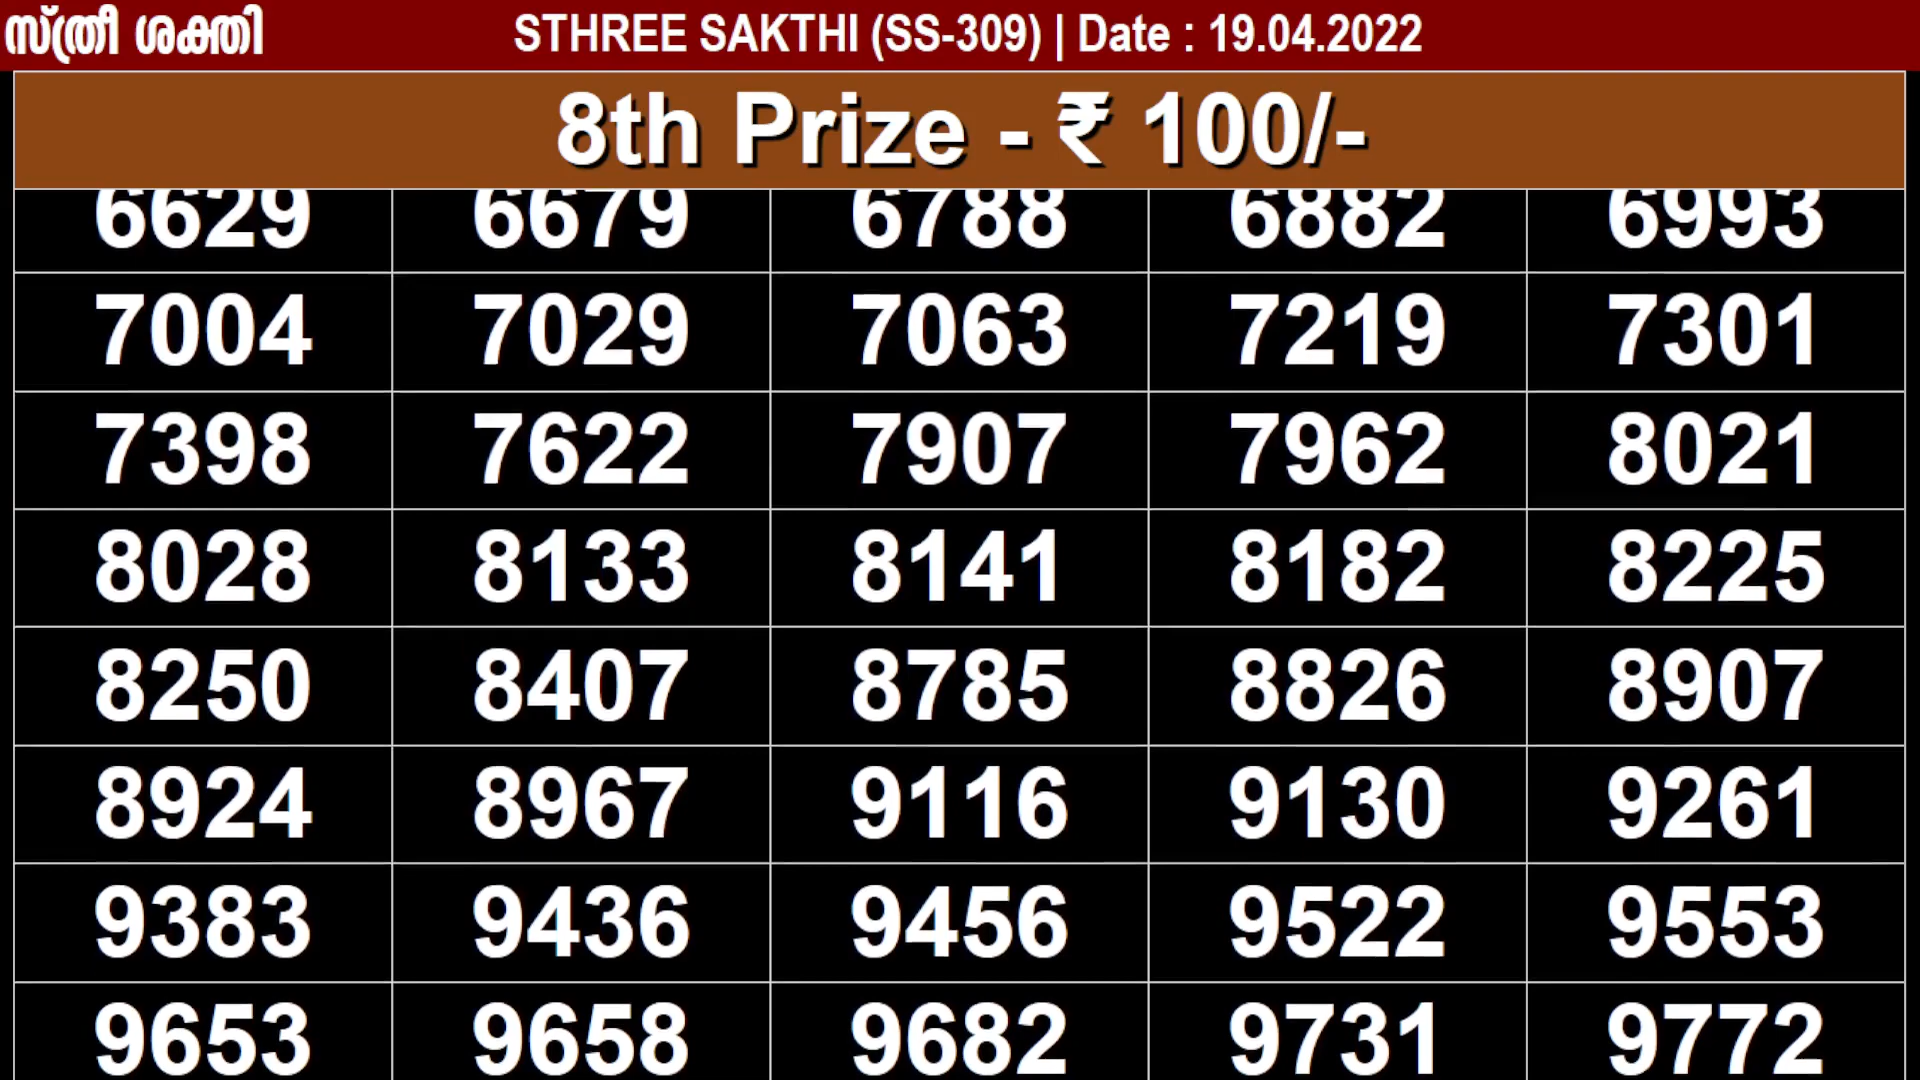 സ്ത്രീ ശക്തി STHREE SAKTHI (SS-309) | Date : 19.04.2022
8th Prize - ₹ 100/-
6629 6679 6788 6882 6993
7004 7029 7063 7219 7301
7398 7622 7907 7962 8021
8028 8133 8141 8182 8225
8250 8407 8785 8826 8907
8924 8967 9116 9130 9261
9383 9436 9456 9522 9553
9653 9658 9682 9731 9772